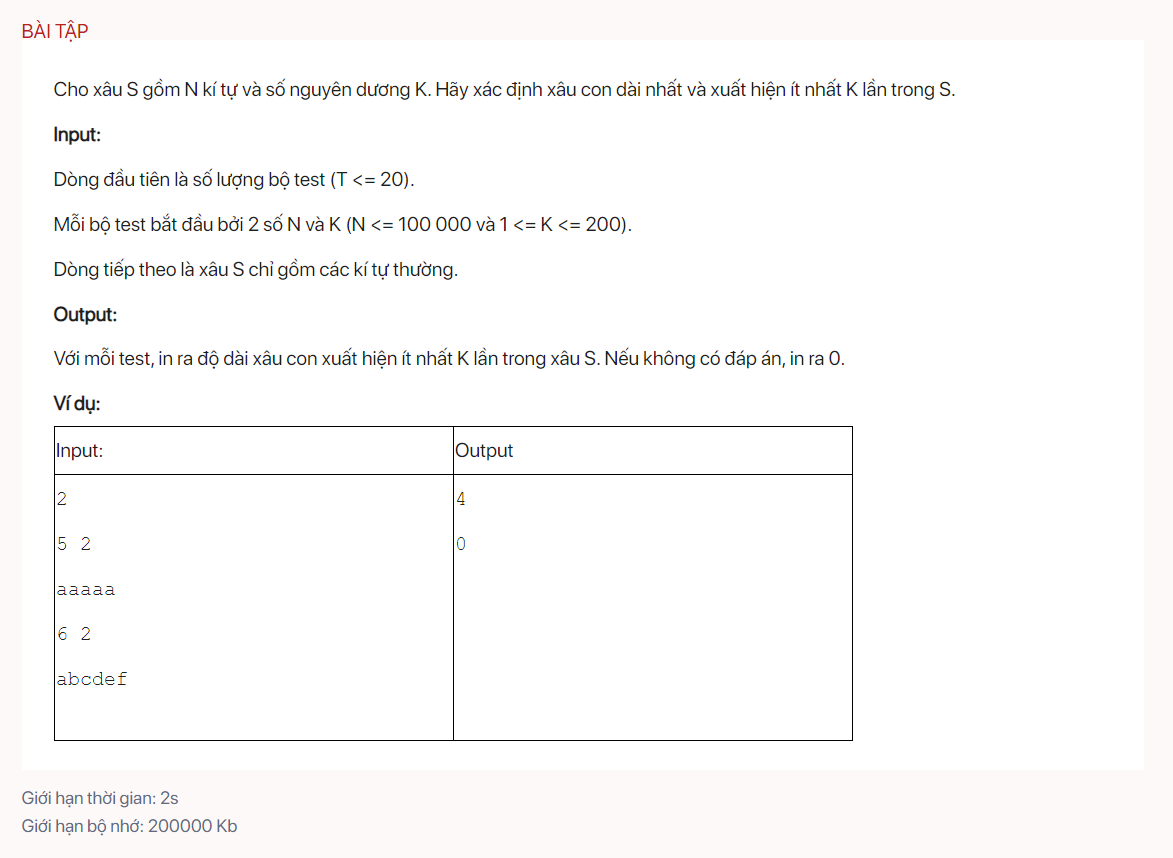 BÀI TẬP
Cho xâu S gồm N kí tự và số nguyên dương K. Hãy xác định xâu con dài nhất và xuất hiện ít nhất K lần trong S.
Input:
Dòng đầu tiên là số lượng bộ test (T <= 20).
Mỗi bộ test bắt đầu bởi 2 số N và K (N <= 100 000 và 1 <= K <= 200).
Dòng tiếp theo là xâu S chỉ gồm các kí tự thường.
Output:
Với mỗi test, in ra độ dài xâu con xuất hiện ít nhất K lần trong xâu S. Nếu không có đáp án, in ra 0.
Ví dụ:
Input: Output
2 4
5 2 0
aaaaa
6 2
abcdef
Giới hạn thời gian: 2s
Giới hạn bộ nhớ: 200000 Kb